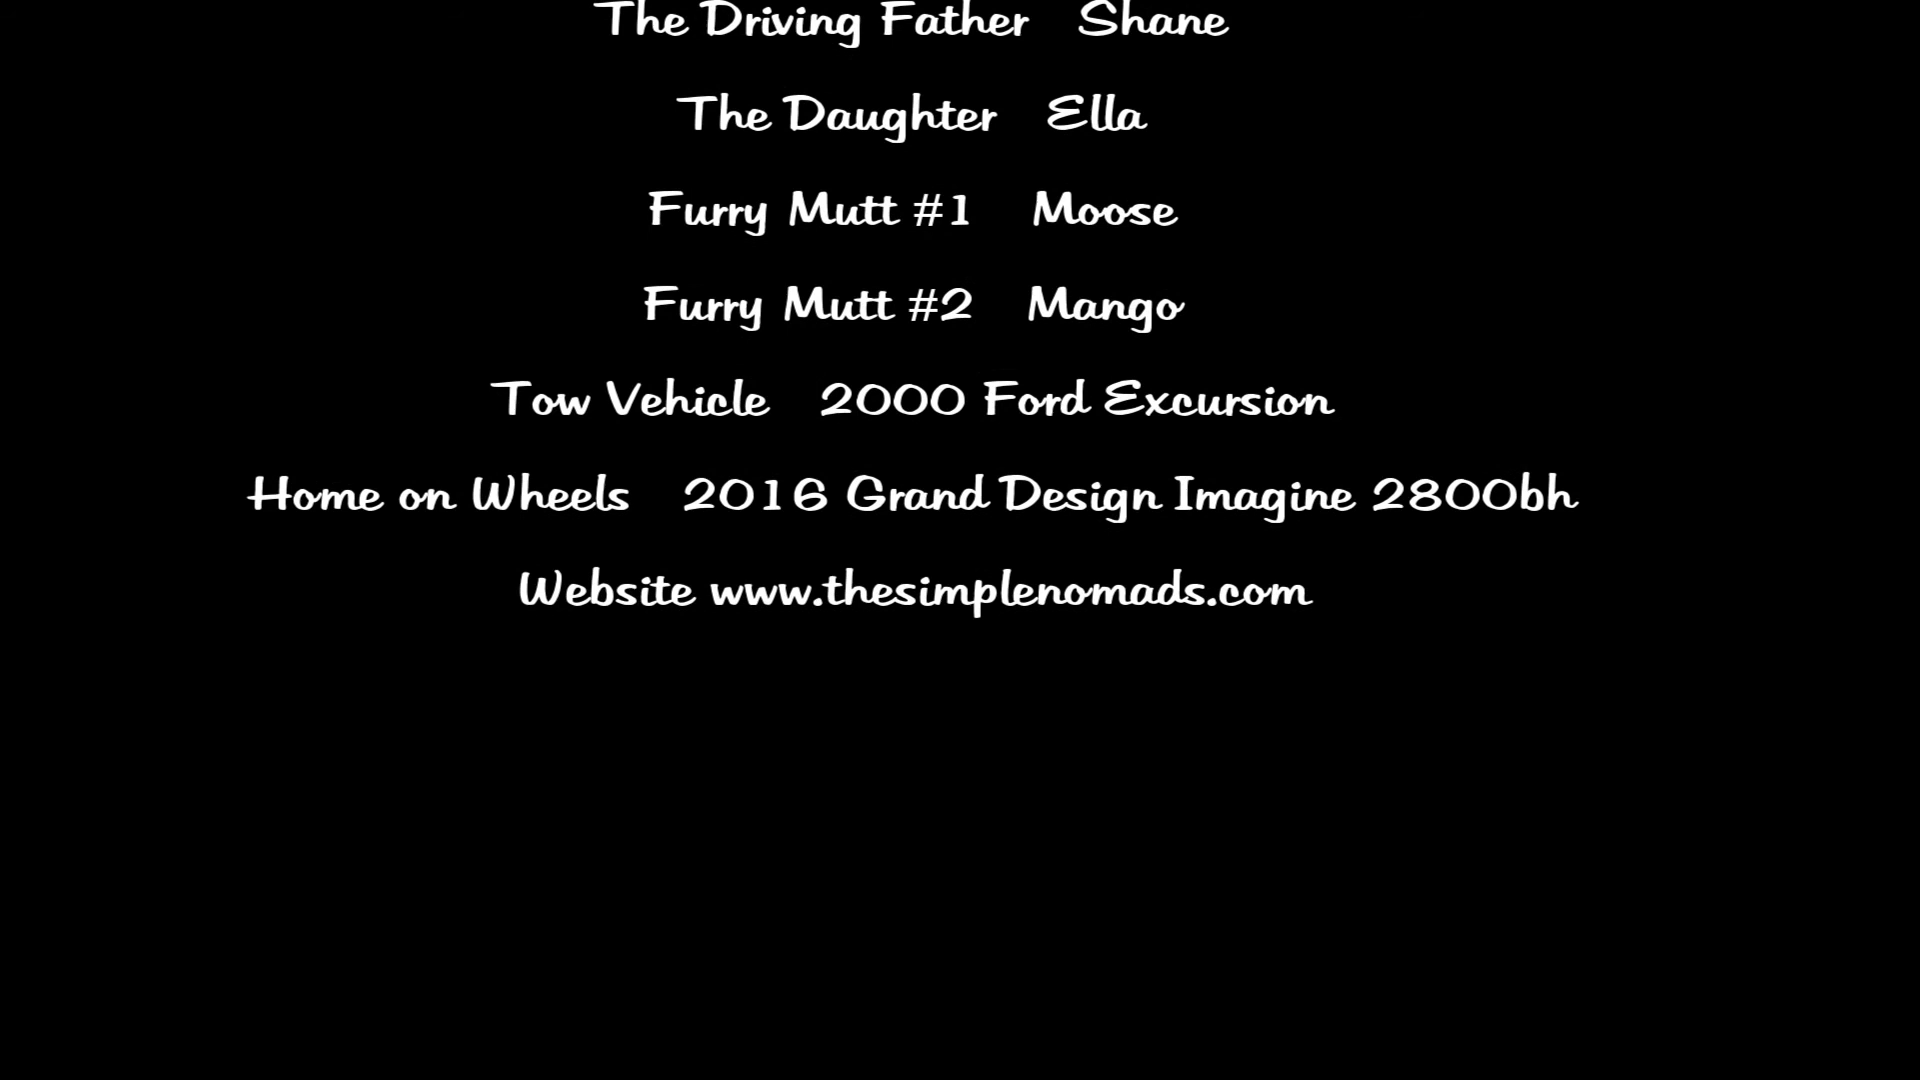 The Driving Father Shane
The Daughter Ella
Furry Mutt #1 Moose
Furry Mutt #2 Mango
Tow Vehicle 2000 Ford Excursion
Home on Wheels 2016 Grand Design Imagine 2800bh
Website www.thesimplenomads.com